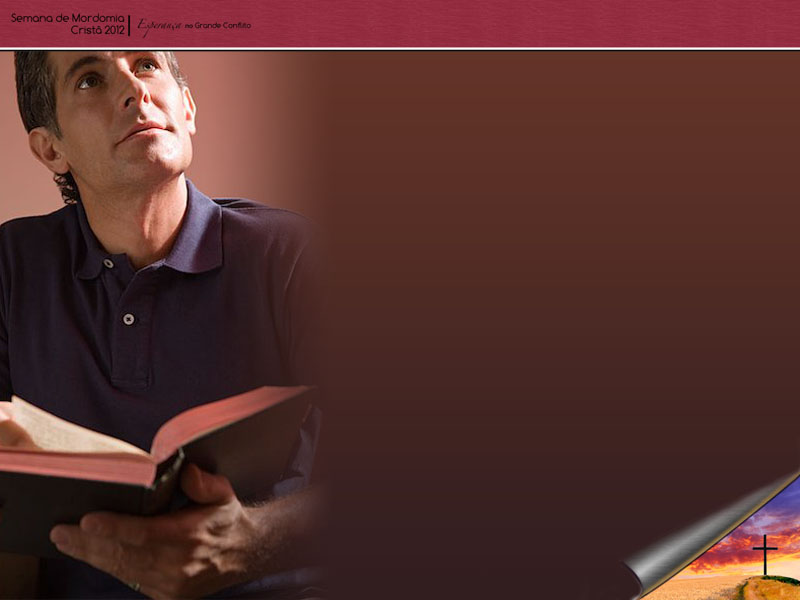 Semana de Mordomia
Cristã 2012
Esperança no Grande Conflito